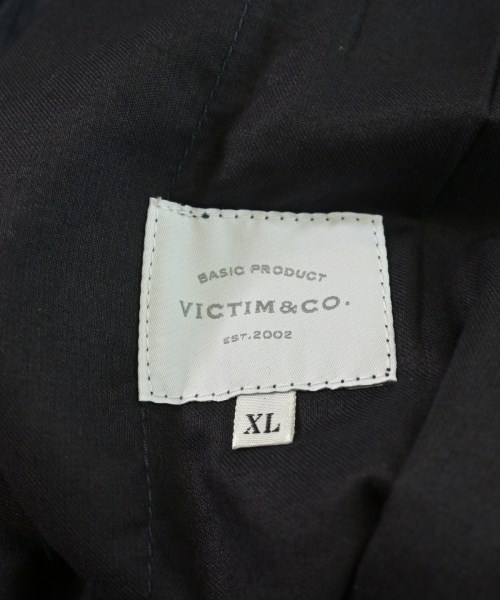 BASIC PRODUCT
VICTIM&CO.
EST.2002
XL